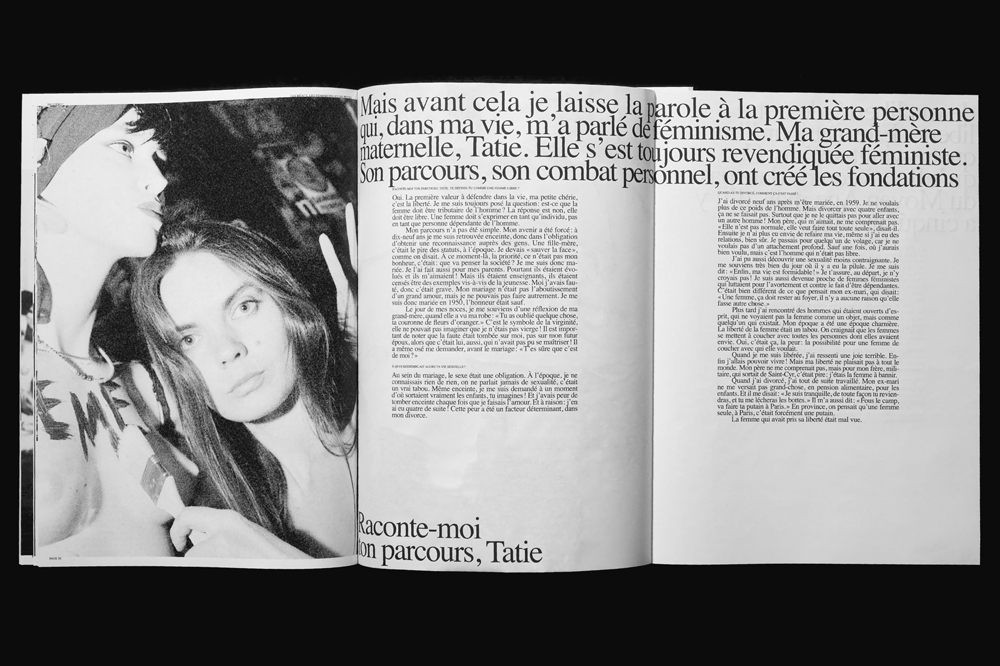 Mais avant cela je laisse la parole à la première personne
qui, dans ma vie, m'a parlé de féminisme. Ma grand-mère
maternelle, Tatie. Elle s'est toujours revendiquée féministe.
Son parcours, son combat personnel, ont créé les fondations
Oui. La première valeur à défendre dans la vie, ma petite chérie,
c'est la liberté. Je me suis toujours posé la question : est-ce que la
femme doit être tributaire de l'homme ? La réponse est non, elle
doit être libre. Une femme doit s'exprimer en tant qu'individu, pas
en tant que personne dépendante de l'homme.
Mon parcours n'a pas été simple. Mon avenir a été forcé : à
dix-neuf ans je me suis retrouvée enceinte, donc dans l'obligation
d'obtenir une reconnaissance auprès des gens. Une fille-mère,
c'était le pire des statuts, à l'époque. Je devais « sauver la face »,
comme on disait. À ce moment-là, la priorité, ce n'était pas mon
bonheur, c'était : que va penser la société ? Je me suis donc ma-
riée. Je l'ai fait aussi pour mes parents. Pourtant ils étaient évo-
lués et ils m'aimaient ! Mais ils étaient enseignants, ils étaient
censés être des exemples vis-à-vis de la jeunesse. Moi j'avais fau-
té, donc c'était grave. Mon mariage n'était pas l'aboutissement
d'un grand amour, mais je ne pouvais pas faire autrement. Je me
suis donc mariée en 1950, l'honneur était sauf.
Le jour de mes noces, je me souviens d'une réflexion de ma
grand-mère, quand elle a vu ma robe : « Tu as oublié quelque chose,
ta couronne de fleurs d'oranger. » C'est le symbole de la virginité,
elle ne pouvait pas imaginer que je n'étais pas vierge ! Il est impor-
tant de noter que la faute était tombée sur moi, pas sur mon futur
époux, alors que c'était lui, aussi, qui n'avait pas pu se maîtriser ! Il
a même osé me demander, avant le mariage : « T'es sûre que c'est
de moi ? »
Au sein du mariage, le sexe était une obligation. À l'époque, je ne
connaissais rien de rien, on ne parlait jamais de sexualité, c'était
un vrai tabou. Même enceinte, je me suis demandé à un moment
d'où sortaient vraiment les enfants, tu imagines ! Et j'avais peur de
tomber enceinte chaque fois que je faisais l'amour. Et à raison : j'en
ai eu quatre de suite ! Cette peur a été un facteur déterminant, dans
mon divorce.
Raconte-moi
ton parcours, Tatie
J'ai divorcé neuf ans après m'être mariée, en 1959. Je ne voulais
plus de ce poids de l'homme. Mais divorcer avec quatre enfants,
ça ne se faisait pas. Surtout que je ne le quittais pas pour aller avec
un autre homme ! Mon père, qui m'aimait, ne me comprenait pas.
« Elle n'est pas normale, elle veut faire tout toute seule », disait-il.
Ensuite je n'ai plus eu envie de refaire ma vie, même si j'ai eu des
relations, bien sûr. Je passais pour quelqu'un de volage, car je ne
voulais pas d'un attachement profond. Sauf une fois, où j'aurais
bien voulu, mais c'est l'homme qui n'était pas libre.
J'ai pu aussi découvrir une sexualité moins contraignante. Je
me souviens très bien du jour où il y a eu la pilule. Je me suis
dit : « Enfin, ma vie est formidable ! » Je t'assure, au départ, je n'y
croyais pas ! Je suis aussi devenue proche de femmes féministes
qui luttaient pour l'avortement et contre le fait d'être dépendantes.
C'était bien différent de ce que pensait mon ex-mari, qui disait :
« Une femme, ça doit rester au foyer, il n'y a aucune raison qu'elle
fasse autre chose. »
Plus tard j'ai rencontré des hommes qui étaient ouverts d'es-
prit, qui ne voyaient pas la femme comme un objet, mais comme
quelqu'un qui existait. Mon époque a été une époque charnière.
La liberté de la femme était un tabou. On craignait que les femmes
se mettent à coucher avec toutes les personnes dont elles avaient
envie. Oui, c'était ça, la peur : la possibilité pour une femme de
coucher avec qui elle voulait.
Quand je me suis libérée, j'ai ressenti une joie terrible. En-
fin j'allais pouvoir vivre ! Mais ma liberté ne plaisait pas à tout le
monde. Mon père ne me comprenait pas, mais pour mon frère, mili-
taire, qui sortait de Saint-Cyr, c'était pire : j'étais la femme à bannir.
Quand j'ai divorcé, j'ai tout de suite travaillé. Mon ex-mari
ne me versait pas grand-chose, en pension alimentaire, pour les
enfants. Et il me disait : « Je suis tranquille, de toute façon tu revien-
dras, et tu me lécheras les bottes. » Il m'a aussi dit : « Fous le camp,
va faire ta putain à Paris. » En province, on pensait qu'une femme
seule, à Paris, c'était forcément une putain.
La femme qui avait pris sa liberté était mal vue.